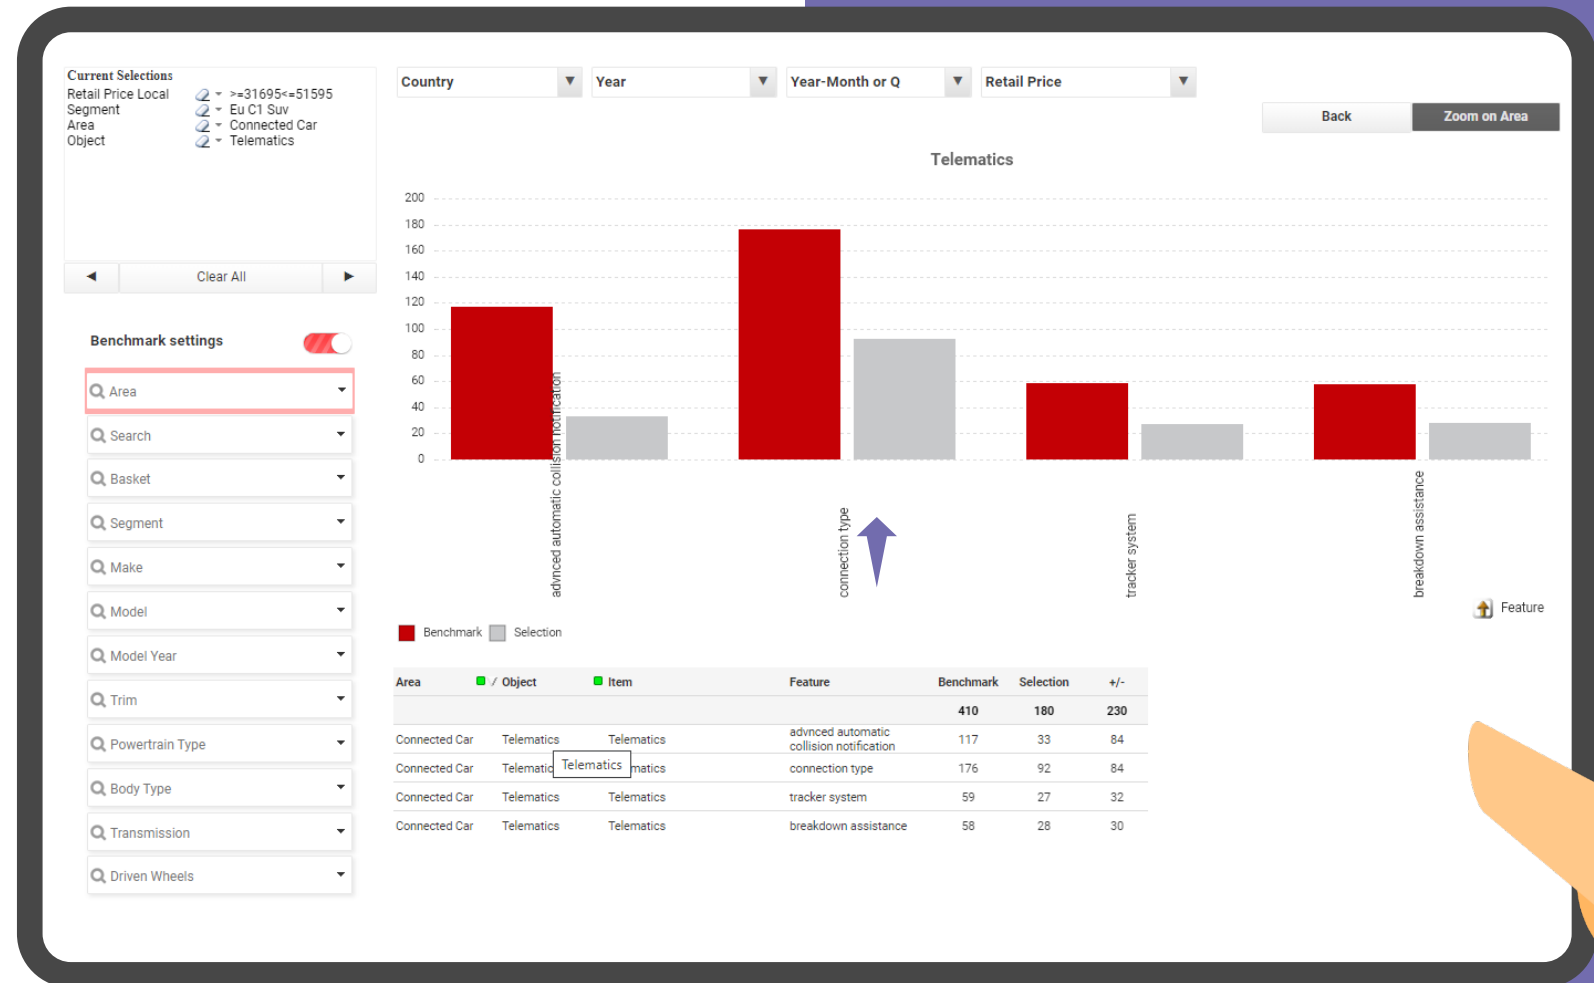 Current Selections
Retail Price Local >=31695<=51595
Segment Eu C1 Suv
Area Connected Car
Object Telematics
Clear All
Country Year Year-Month or Q Retail Price
Back Zoom on Area
Benchmark settings
Area
Search
Basket
Segment
Make
Model
Model Year
Trim
Powertrain Type
Body Type
Transmission
Driven Wheels
Telematics
200
180
160
140
120
100
80
60
40
20
0
advnced automatic collision notification
connection type
tracker system
breakdown assistance
Feature
Benchmark Selection
Area / Object Item Feature Benchmark Selection +/-
410 180 230
Connected Car Telematics Telematics advnced automatic collision notification 117 33 84
Connected Car Telematic matics connection type 176 92 84
Telematics
Connected Car Telematics Telematics tracker system 59 27 32
Connected Car Telematics Telematics breakdown assistance 58 28 30